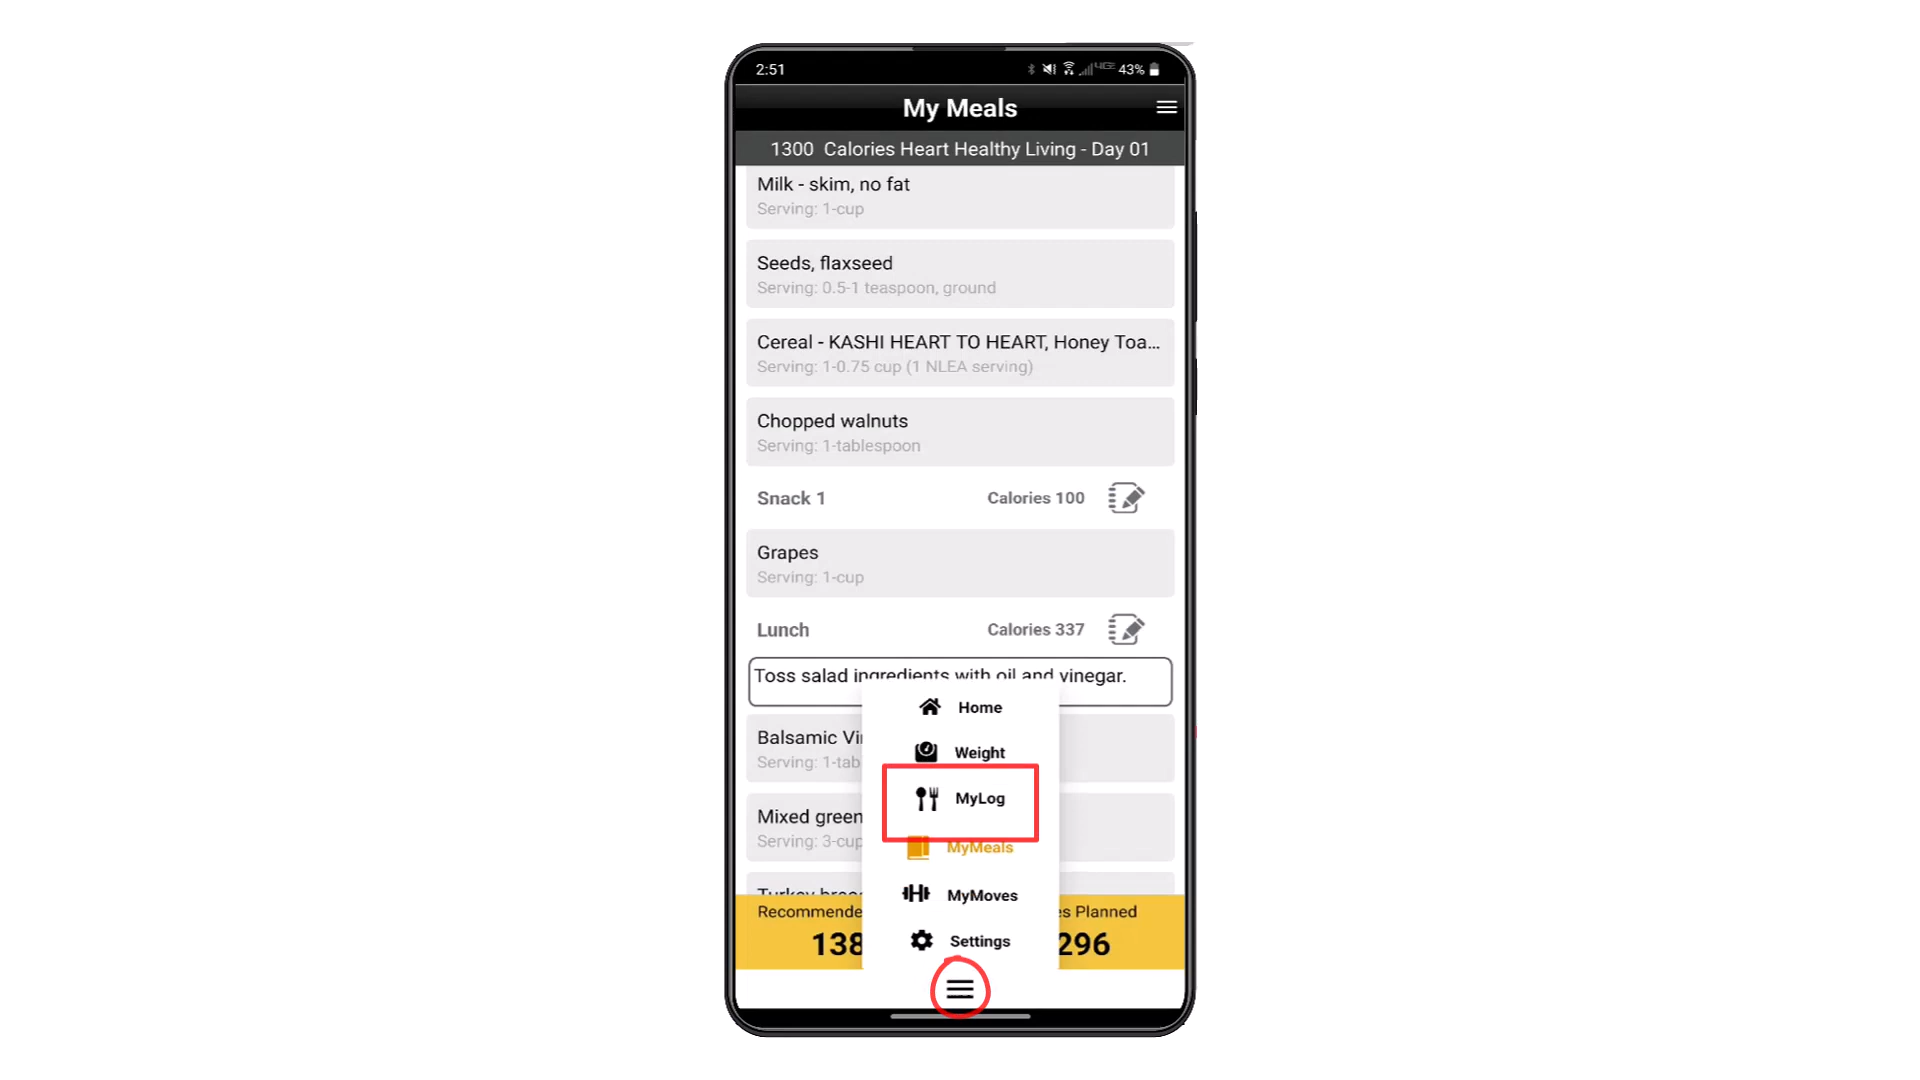 2:51 43%
My Meals
1300 Calories Heart Healthy Living - Day 01
Milk - skim, no fat
Serving: 1-cup
Seeds, flaxseed
Serving: 0.5-1 teaspoon, ground
Cereal - KASHI HEART TO HEART, Honey Toa...
Serving: 1-0.75 cup (1 NLEA serving)
Chopped walnuts
Serving: 1-tablespoon
Snack 1 Calories 100
Grapes
Serving: 1-cup
Lunch Calories 337
Toss salad ingredients with oil and vinegar.
Home
Balsamic Vi
Weight
Serving: 1-tab
MyLog
Mixed green
Serving: 3-cup
MyMeals
MyMoves
Recommende es Planned
138 296
Settings